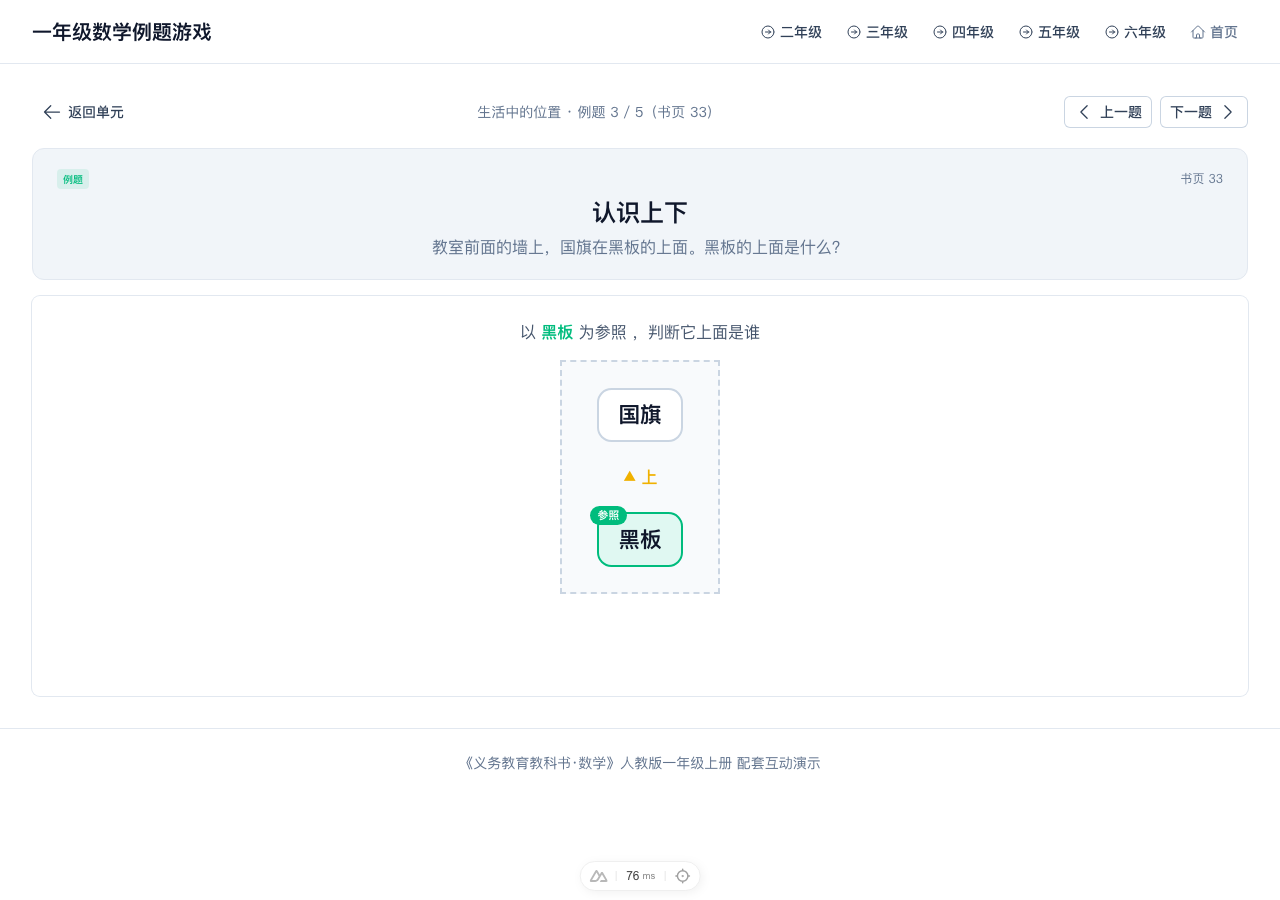 一年级数学例题游戏
二年级 三年级 四年级 五年级 六年级 首页
返回单元
生活中的位置 · 例题 3 / 5（书页 33）
上一题 下一题
例题
书页 33
认识上下
教室前面的墙上，国旗在黑板的上面。黑板的上面是什么？
以 黑板 为参照 ，判断它上面是谁
国旗
上
参照
黑板
《义务教育教科书·数学》人教版一年级上册 配套互动演示
76 ms